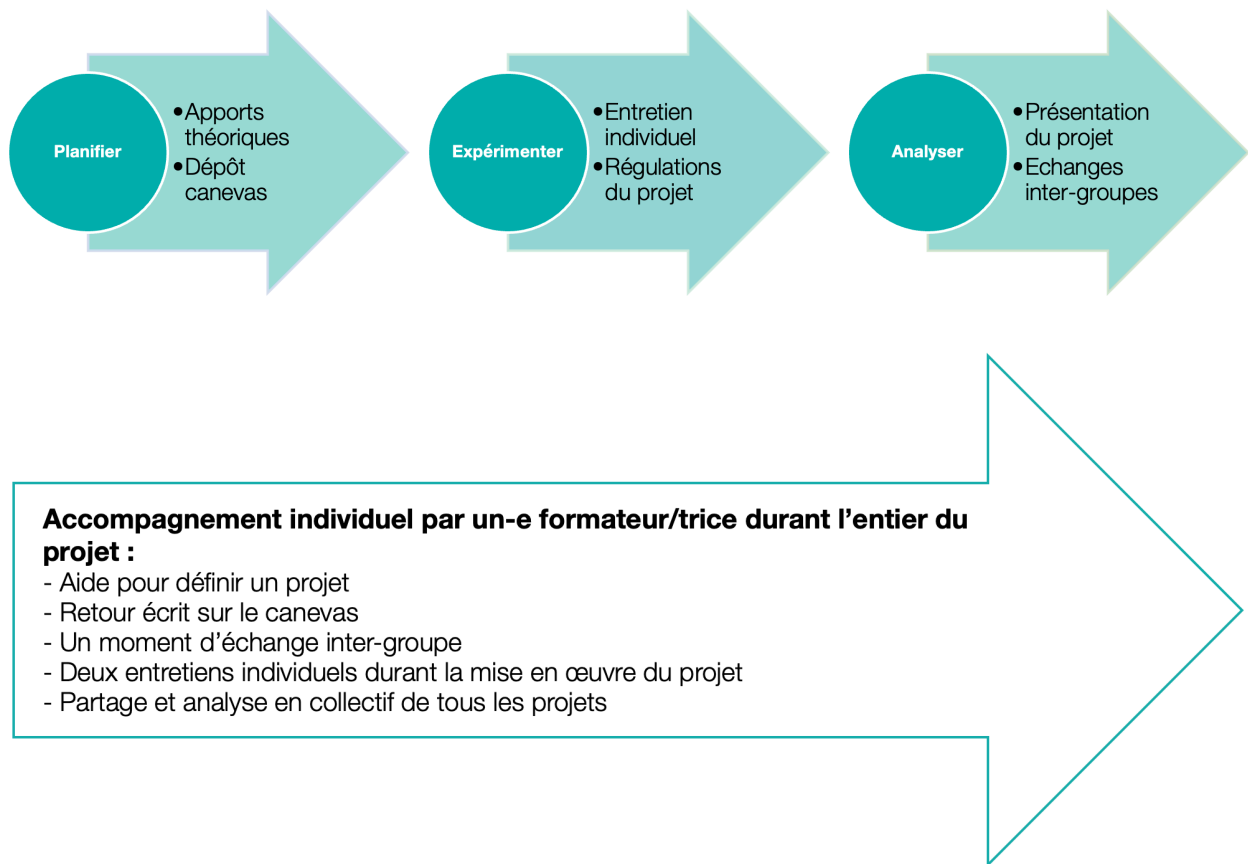 Planifier
•Apports
théoriques
•Dépôt
canevas
Expérimenter
•Entretien
individuel
•Régulations
du projet
Analyser
•Présentation
du projet
•Echanges
inter-groupes
Accompagnement individuel par un-e formateur/trice durant l’entier du
projet :
- Aide pour définir un projet
- Retour écrit sur le canevas
- Un moment d’échange inter-groupe
- Deux entretiens individuels durant la mise en œuvre du projet
- Partage et analyse en collectif de tous les projets